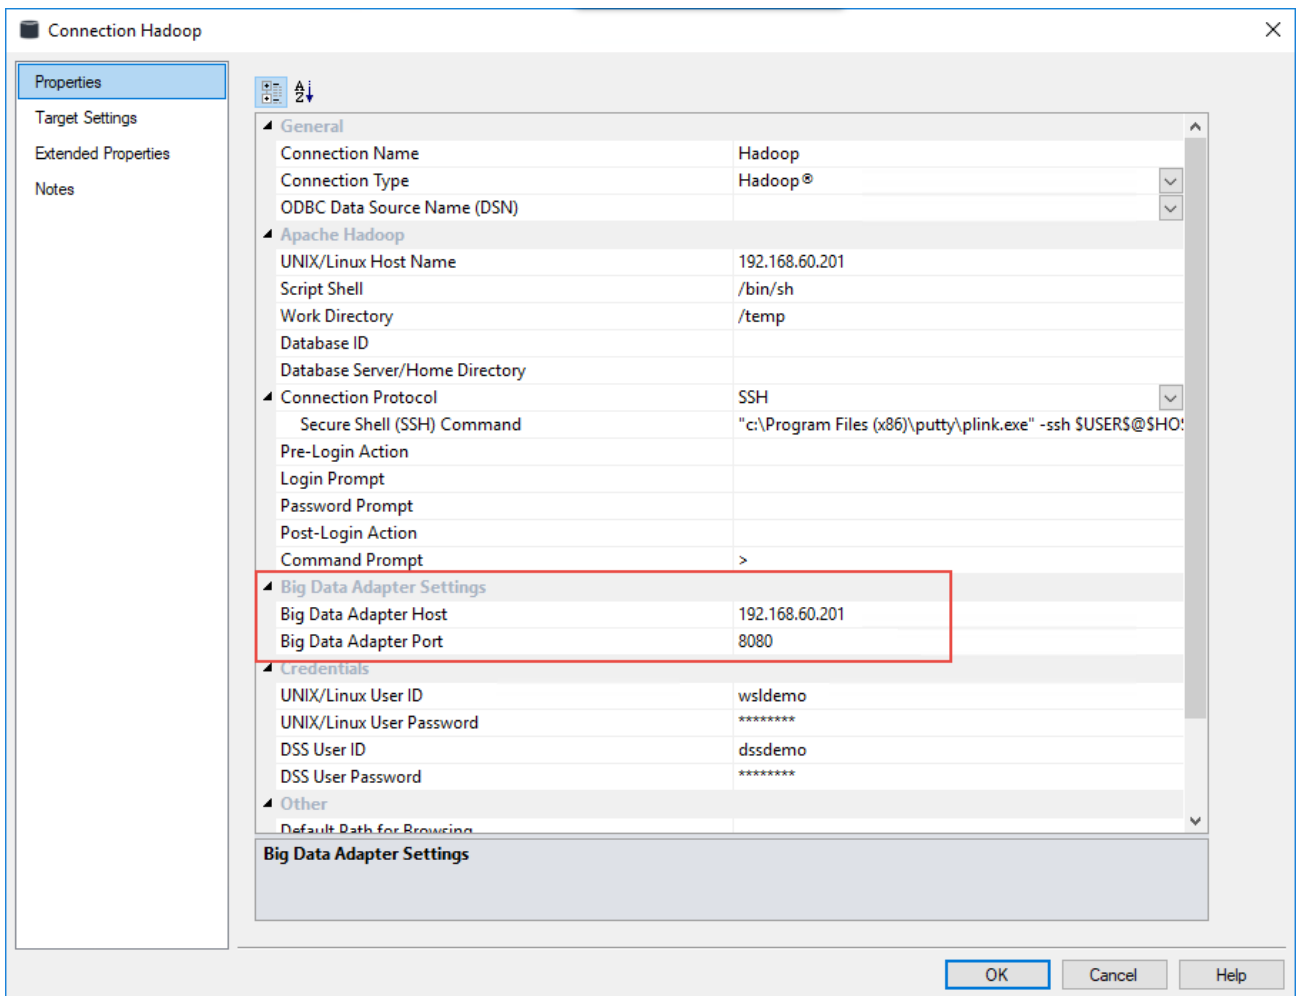 Connection Hadoop
Properties
Target Settings
Extended Properties
Notes
General
Connection Name Hadoop
Connection Type Hadoop®
ODBC Data Source Name (DSN)
Apache Hadoop
UNIX/Linux Host Name 192.168.60.201
Script Shell /bin/sh
Work Directory /temp
Database ID
Database Server/Home Directory
Connection Protocol SSH
Secure Shell (SSH) Command "c:\Program Files (x86)\putty\plink.exe" -ssh $USER$@$HO
Pre-Login Action
Login Prompt
Password Prompt
Post-Login Action
Command Prompt >
Big Data Adapter Settings
Big Data Adapter Host 192.168.60.201
Big Data Adapter Port 8080
Credentials
UNIX/Linux User ID wsldemo
UNIX/Linux User Password ********
DSS User ID dssdemo
DSS User Password ********
Other
Default Path for Browsing
Big Data Adapter Settings
OK Cancel Help